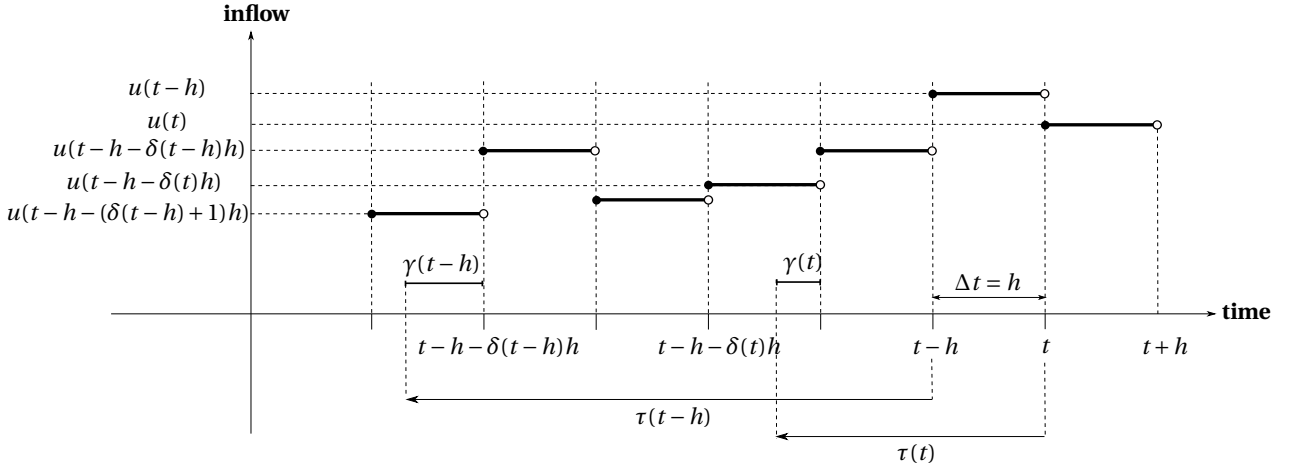 inflow
u(t−h)
u(t)
u(t−h−δ(t−h)h)
u(t−h−δ(t)h)
u(t−h−(δ(t−h)+1)h)
γ(t−h)
γ(t)
Δt = h
time
t−h−δ(t−h)h
t−h−δ(t)h
t−h
t
t+h
τ(t−h)
τ(t)